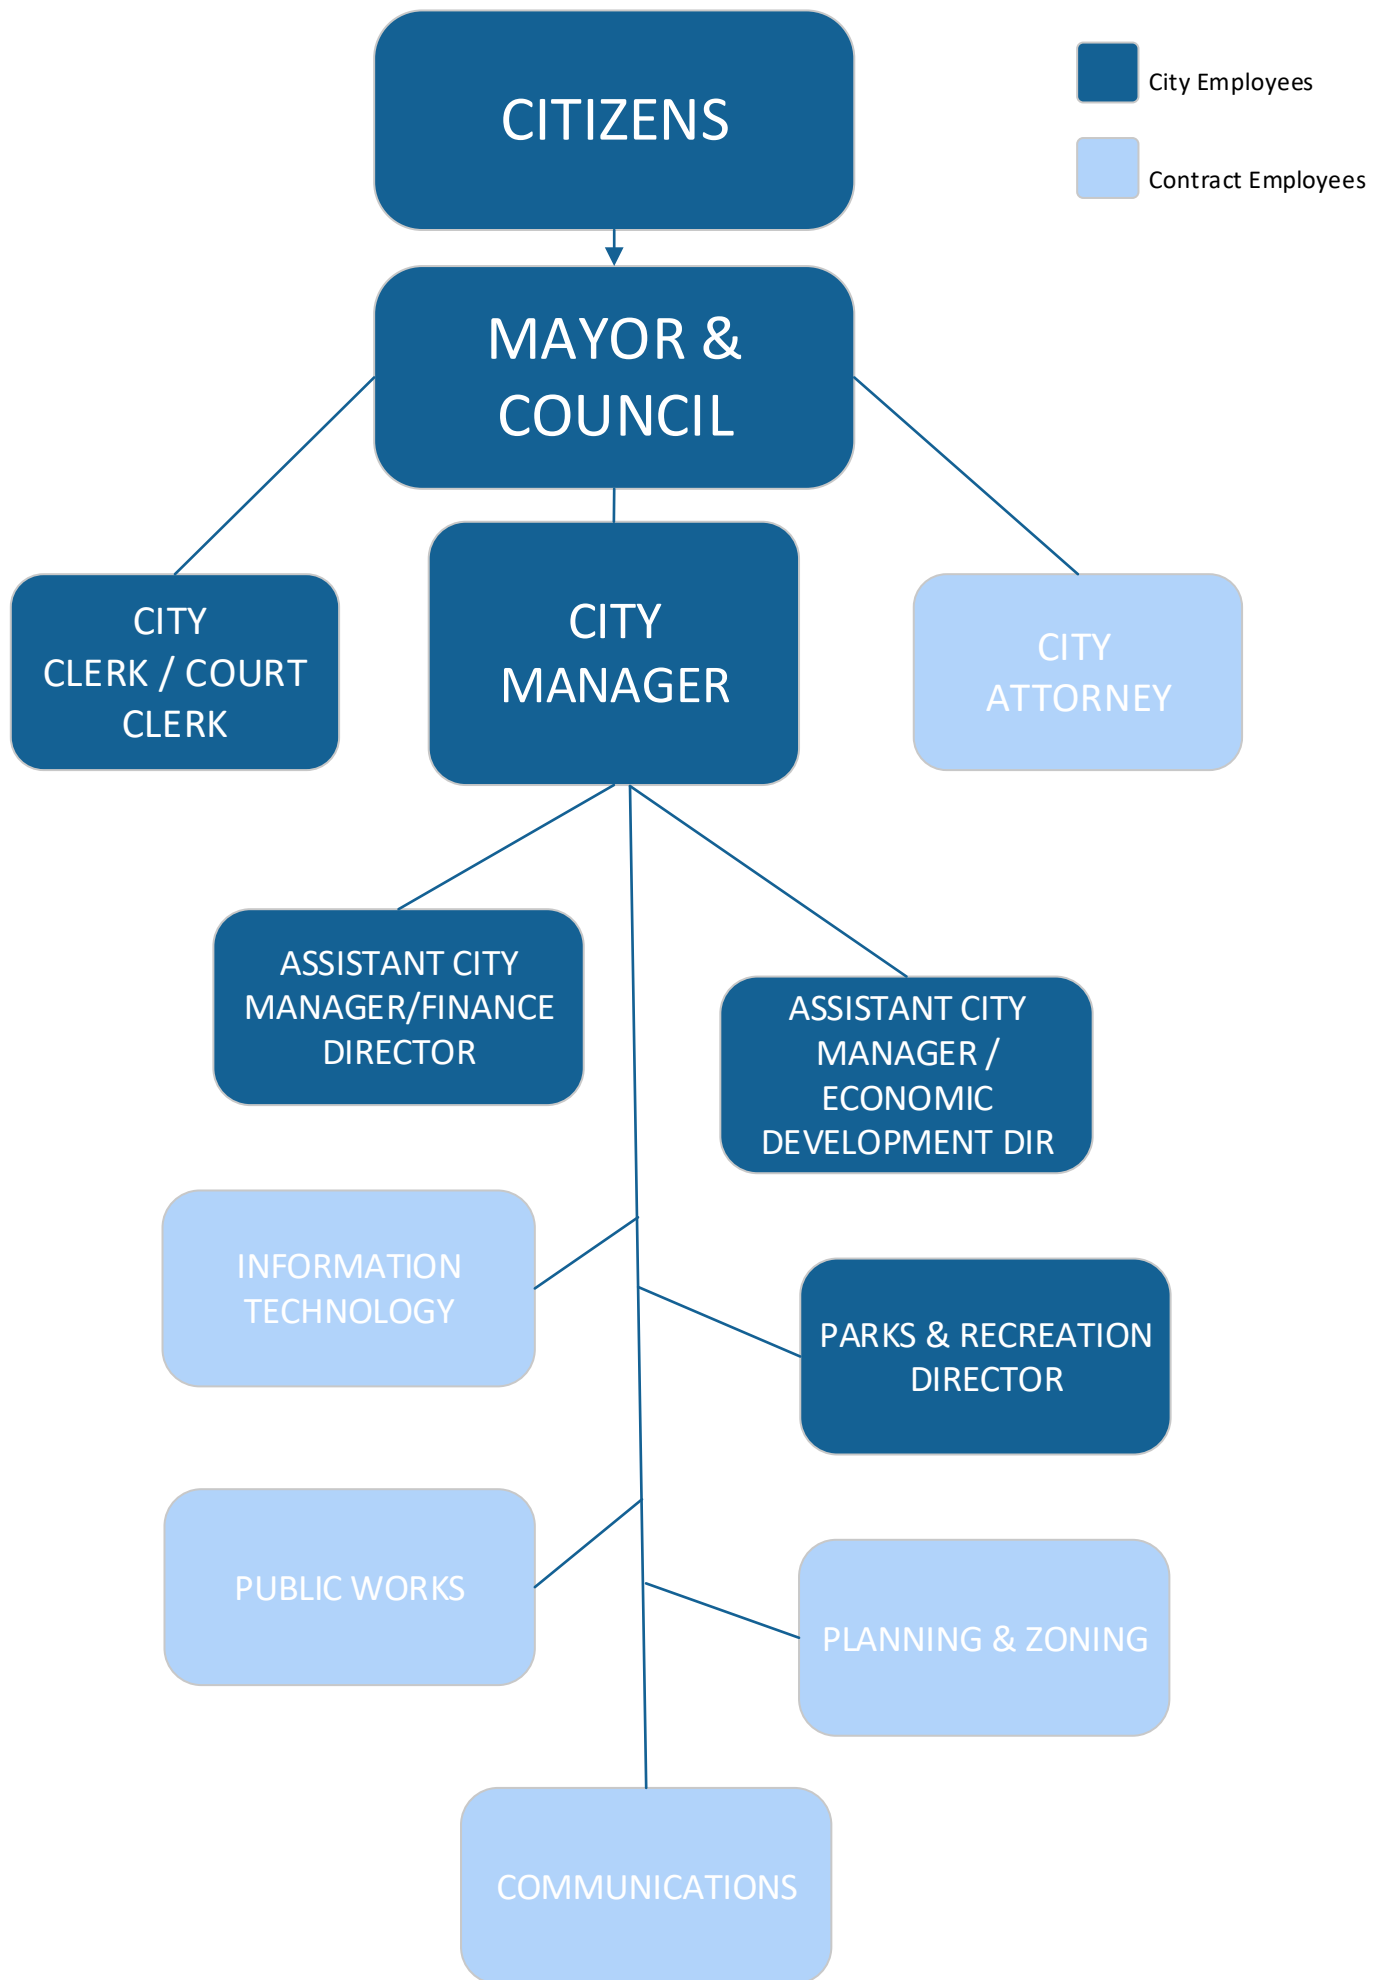 CITIZENS
City Employees
Contract Employees
MAYOR &
COUNCIL
CITY
CLERK / COURT
CLERK
CITY
MANAGER
CITY
ATTORNEY
ASSISTANT CITY
MANAGER/FINANCE
DIRECTOR
ASSISTANT CITY
MANAGER /
ECONOMIC
DEVELOPMENT DIR
INFORMATION
TECHNOLOGY
PARKS & RECREATION
DIRECTOR
PUBLIC WORKS
PLANNING & ZONING
COMMUNICATIONS